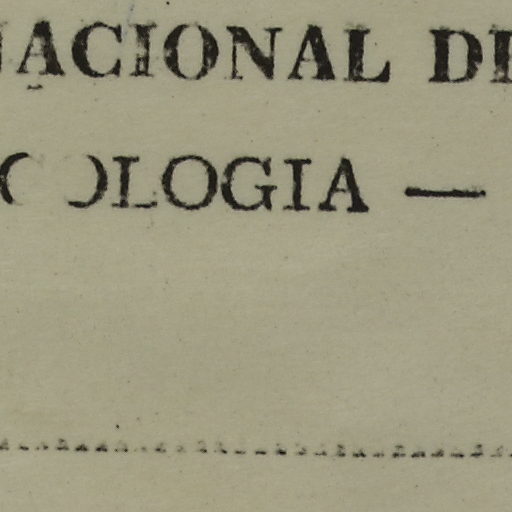 NACIONAL DE
OLOGIA —